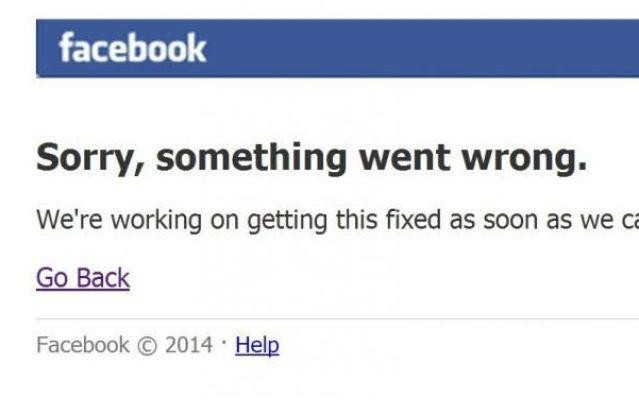 facebook
Sorry, something went wrong.
We're working on getting this fixed as soon as we
Go Back
Facebook © 2014 · Help